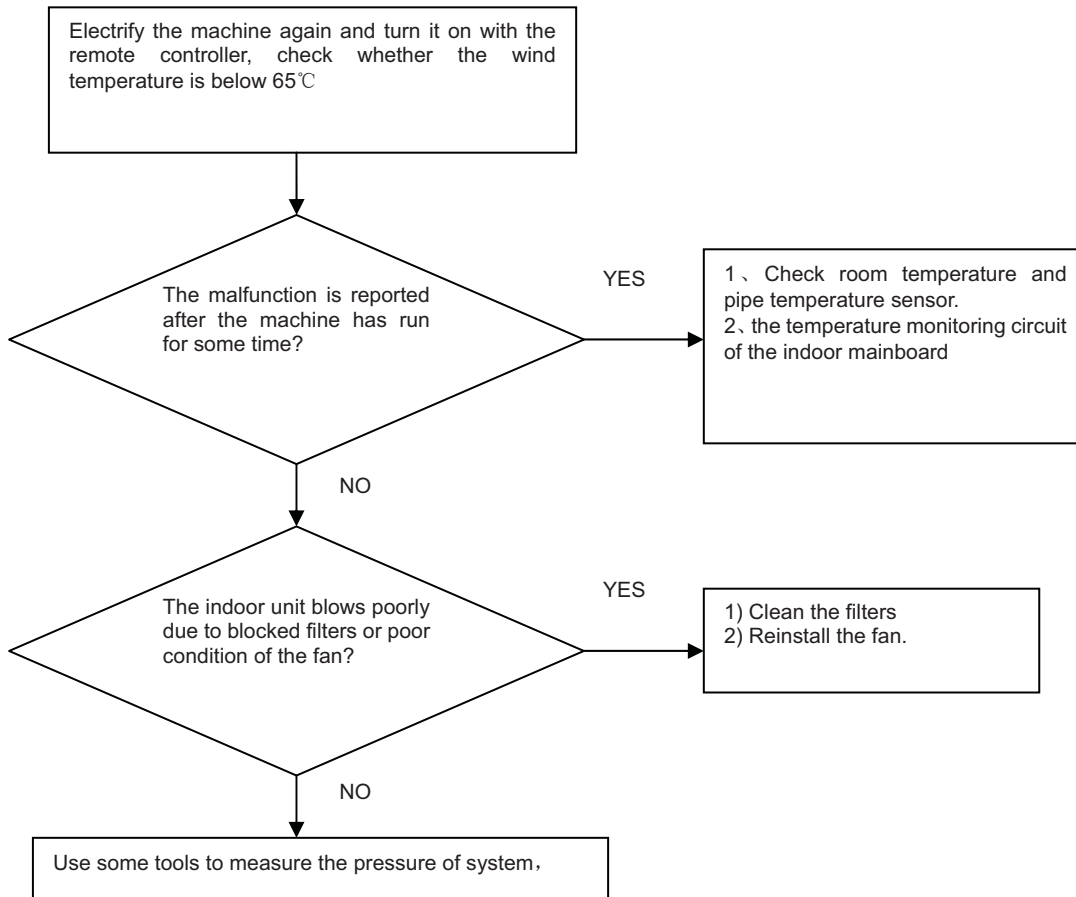 Electrify the machine again and turn it on with the
remote controller, check whether the wind
temperature is below 65℃
The malfunction is reported
after the machine has run
for some time?
YES
1、Check room temperature and
pipe temperature sensor.
2、the temperature monitoring circuit
of the indoor mainboard
NO
The indoor unit blows poorly
due to blocked filters or poor
condition of the fan?
YES
1) Clean the filters
2) Reinstall the fan.
NO
Use some tools to measure the pressure of system，